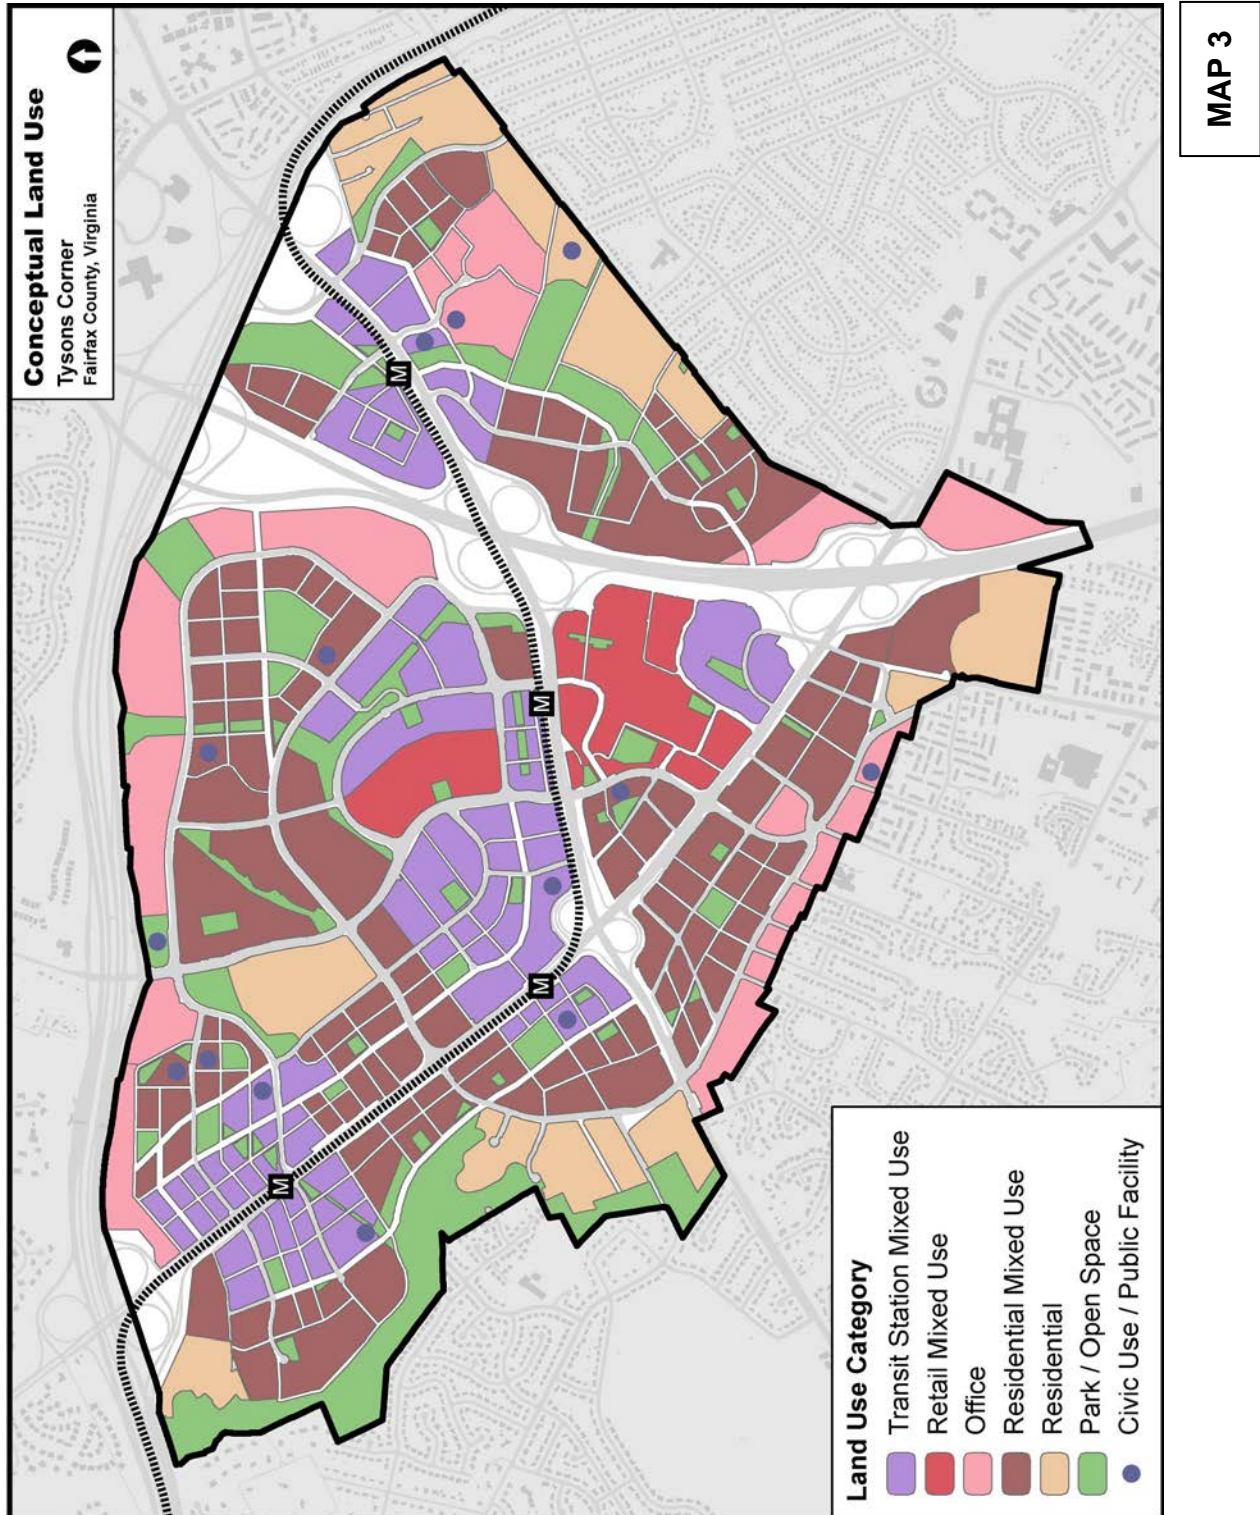 Conceptual Land Use
Tysons Corner
Fairfax County, Virginia
M
M
M
M
Land Use Category
Transit Station Mixed Use
Retail Mixed Use
Office
Residential Mixed Use
Residential
Park / Open Space
Civic Use / Public Facility
MAP 3